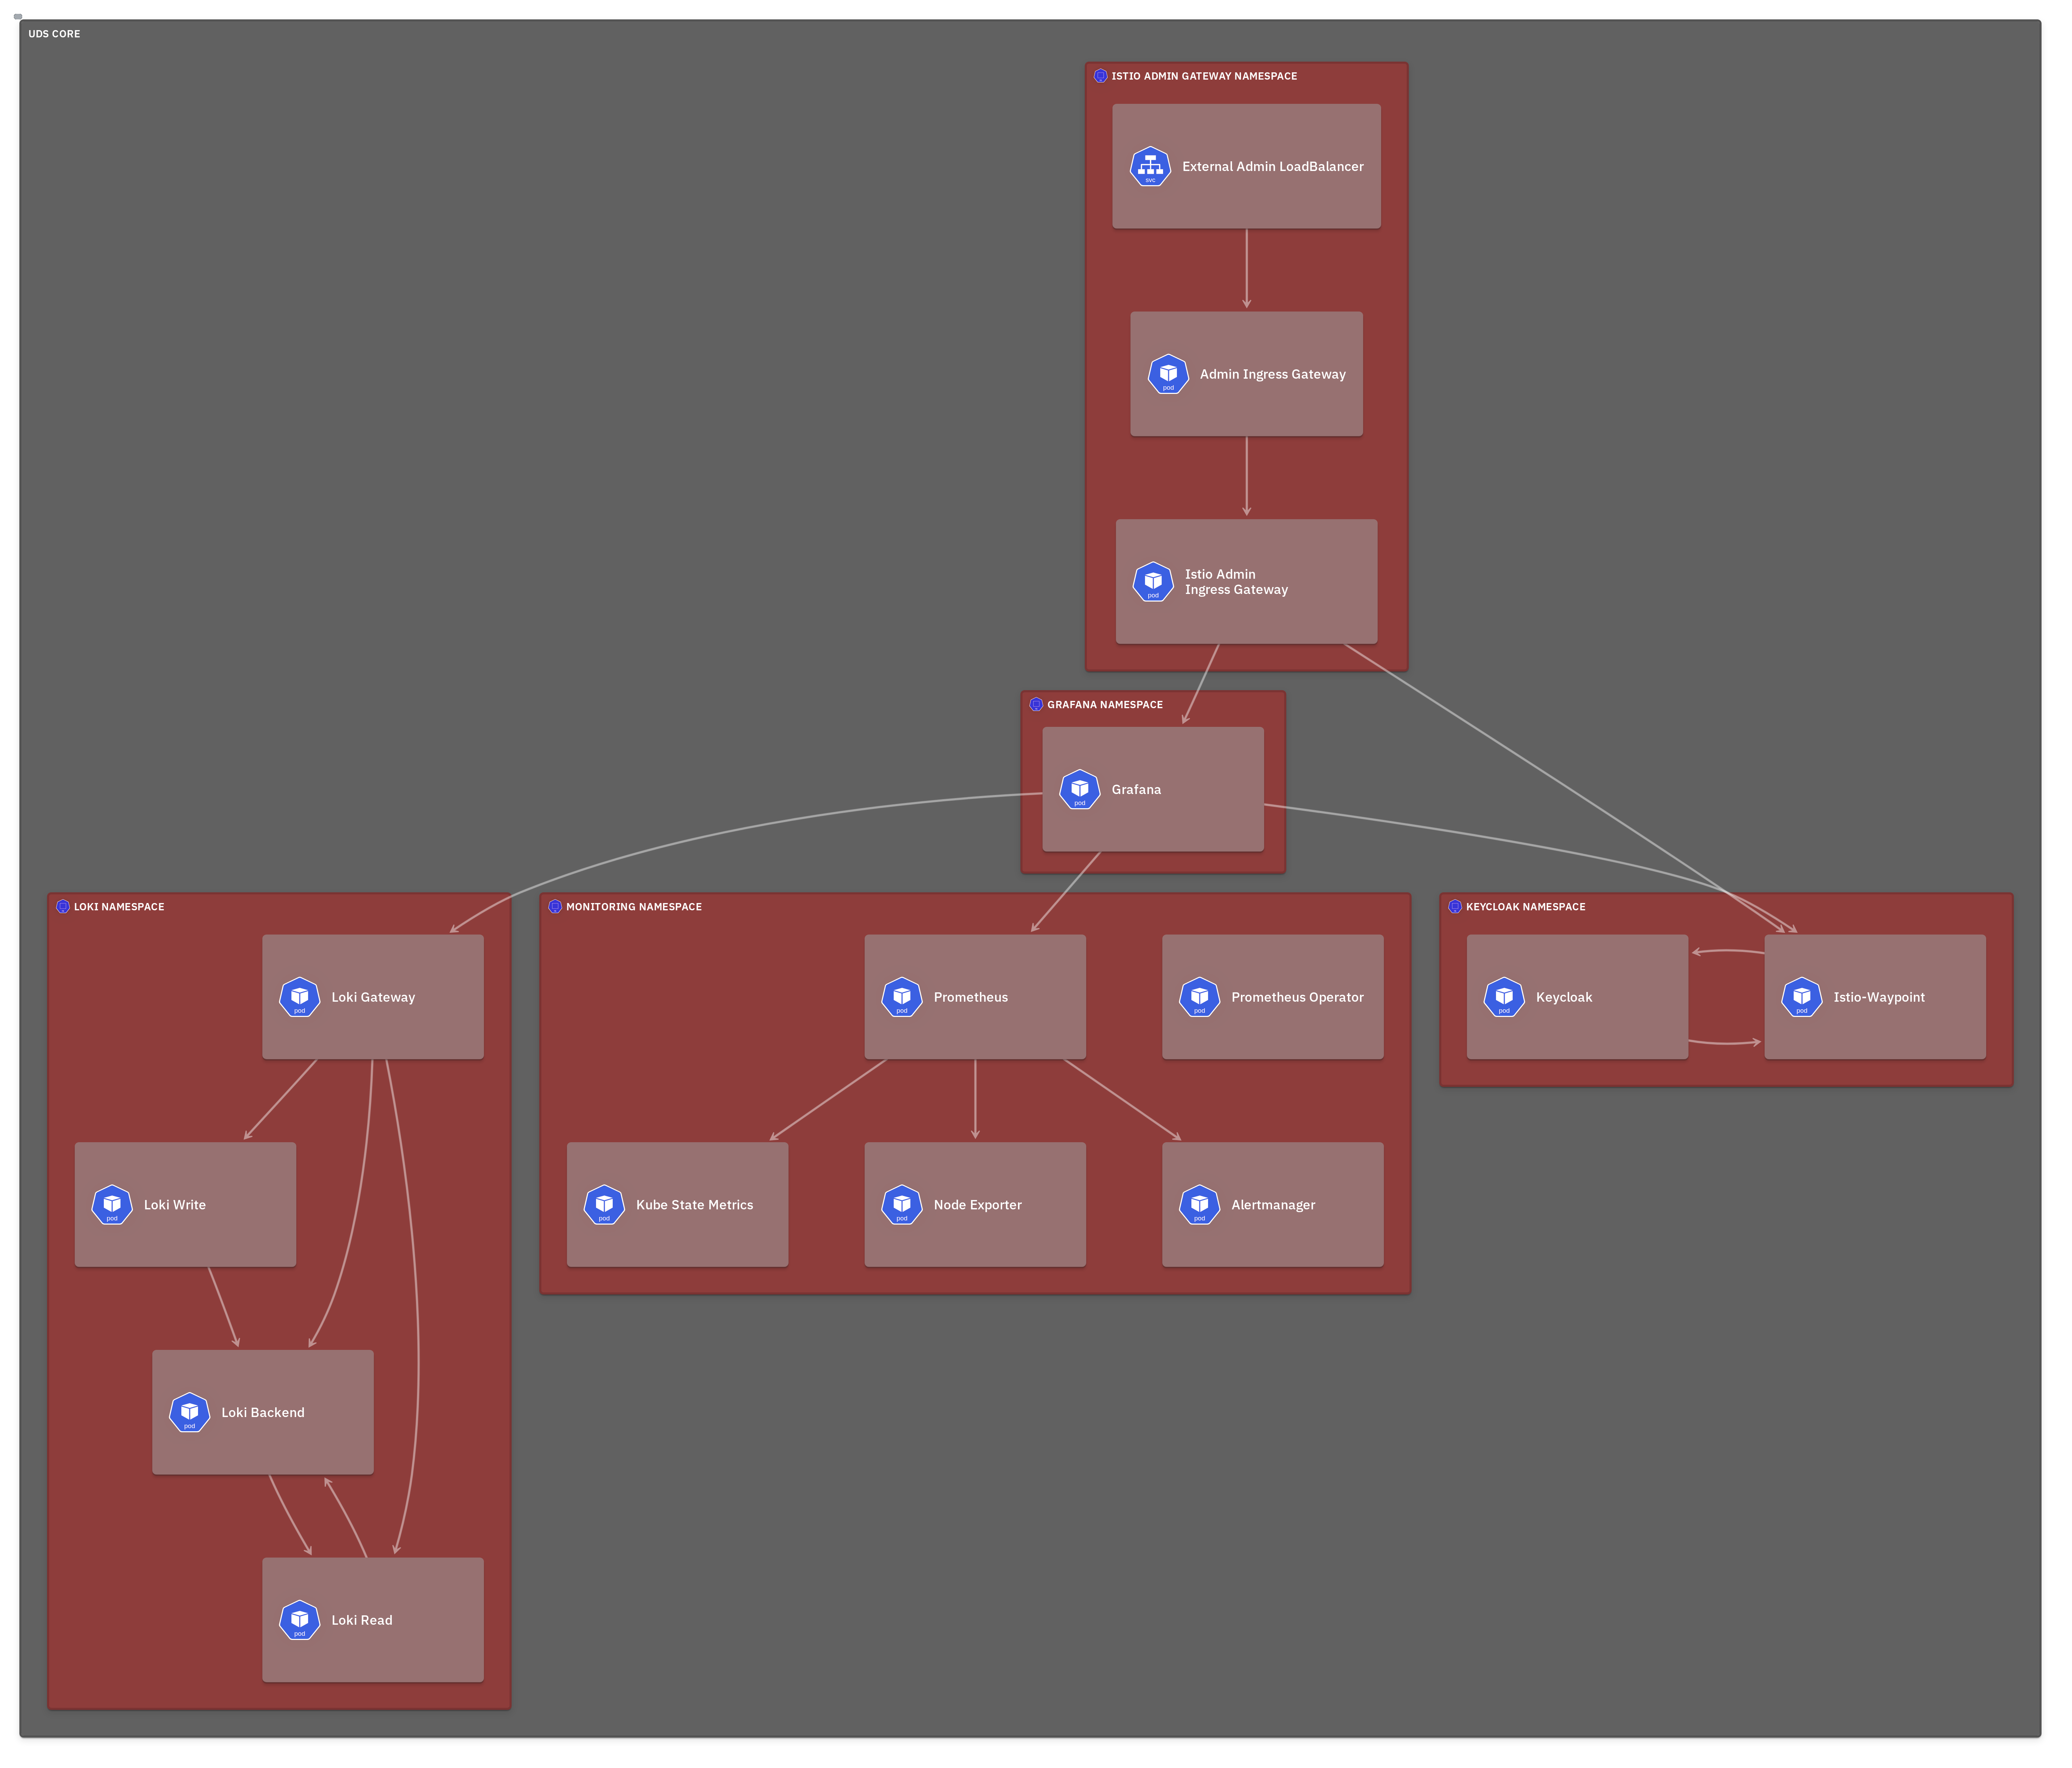 UDS CORE
ISTIO ADMIN GATEWAY NAMESPACE
svc
External Admin LoadBalancer
pod
Admin Ingress Gateway
pod
Istio Admin
Ingress Gateway
GRAFANA NAMESPACE
pod
Grafana
LOKI NAMESPACE
pod
Loki Gateway
pod
Loki Write
pod
Loki Backend
pod
Loki Read
MONITORING NAMESPACE
pod
Prometheus
pod
Prometheus Operator
pod
Kube State Metrics
pod
Node Exporter
pod
Alertmanager
KEYCLOAK NAMESPACE
pod
Keycloak
pod
Istio-Waypoint